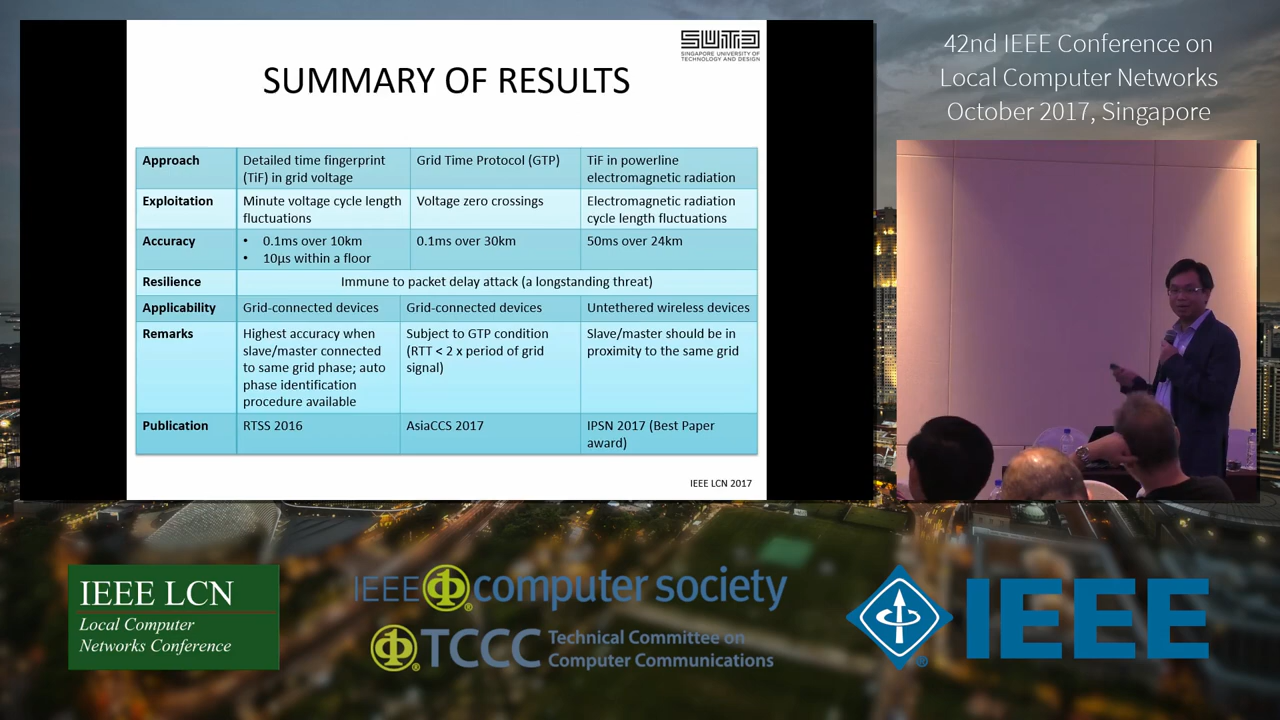 SUTD
SINGAPORE UNIVERSITY OF
TECHNOLOGY AND DESIGN
SUMMARY OF RESULTS
Approach
Detailed time fingerprint
(TiF) in grid voltage
Grid Time Protocol (GTP)
TiF in powerline
electromagnetic radiation
Exploitation
Minute voltage cycle length
fluctuations
Voltage zero crossings
Electromagnetic radiation
cycle length fluctuations
Accuracy
• 0.1ms over 10km
• 10µs within a floor
0.1ms over 30km
50ms over 24km
Resilience
Immune to packet delay attack (a longstanding threat)
Applicability
Grid-connected devices
Grid-connected devices
Untethered wireless devices
Remarks
Highest accuracy when
slave/master connected
to same grid phase; auto
phase identification
procedure available
Subject to GTP condition
(RTT < 2 x period of grid
signal)
Slave/master should be in
proximity to the same grid
Publication
RTSS 2016
AsiaCCS 2017
IPSN 2017 (Best Paper
award)
IEEE LCN 2017
42nd IEEE Conference on
Local Computer Networks
October 2017, Singapore
IEEE LCN
Local Computer
Networks Conference
IEEE computer society
TCCC Technical Committee on
Computer Communications
IEEE